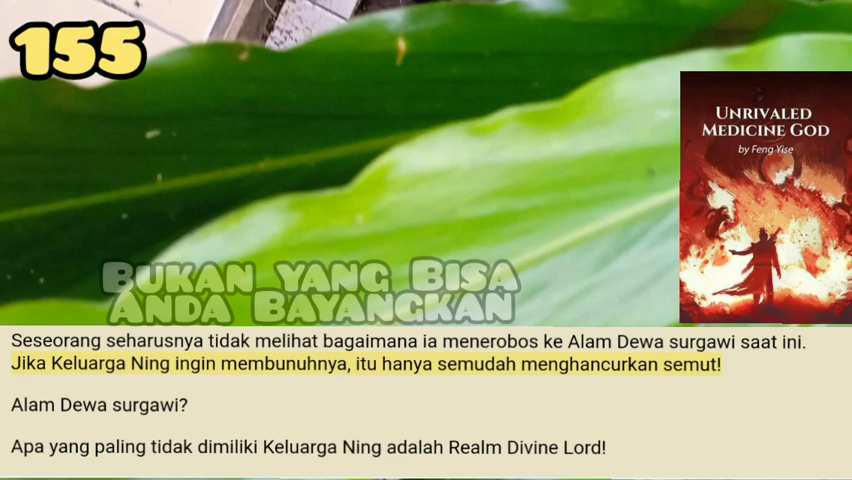 155
UNRIVALED
MEDICINE GOD
by Feng Yise
BUKAN YANG BISA
ANDA BAYANGKAN
Seseorang seharusnya tidak melihat bagaimana ia menerobos ke Alam Dewa surgawi saat ini.
Jika Keluarga Ning ingin membunuhnya, itu hanya semudah menghancurkan semut!
Alam Dewa surgawi?
Apa yang paling tidak dimiliki Keluarga Ning adalah Realm Divine Lord!